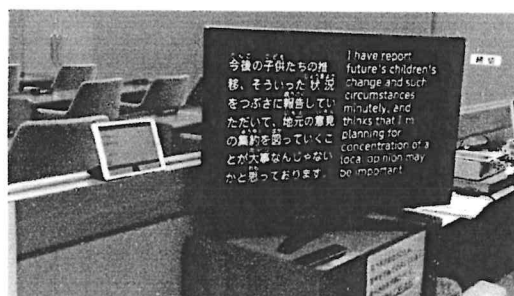 今後の子供たちの推
移、そういった状況
をつぶさに報告してい
ただいて、地元の意見
の集約を図っていくこ
とが大事なんじゃない
かと思っております。
I have report
future's children's
change and such
circumstances
minutely, and
thinks that I'm
planning for
concentration of a
local opinion may
be important